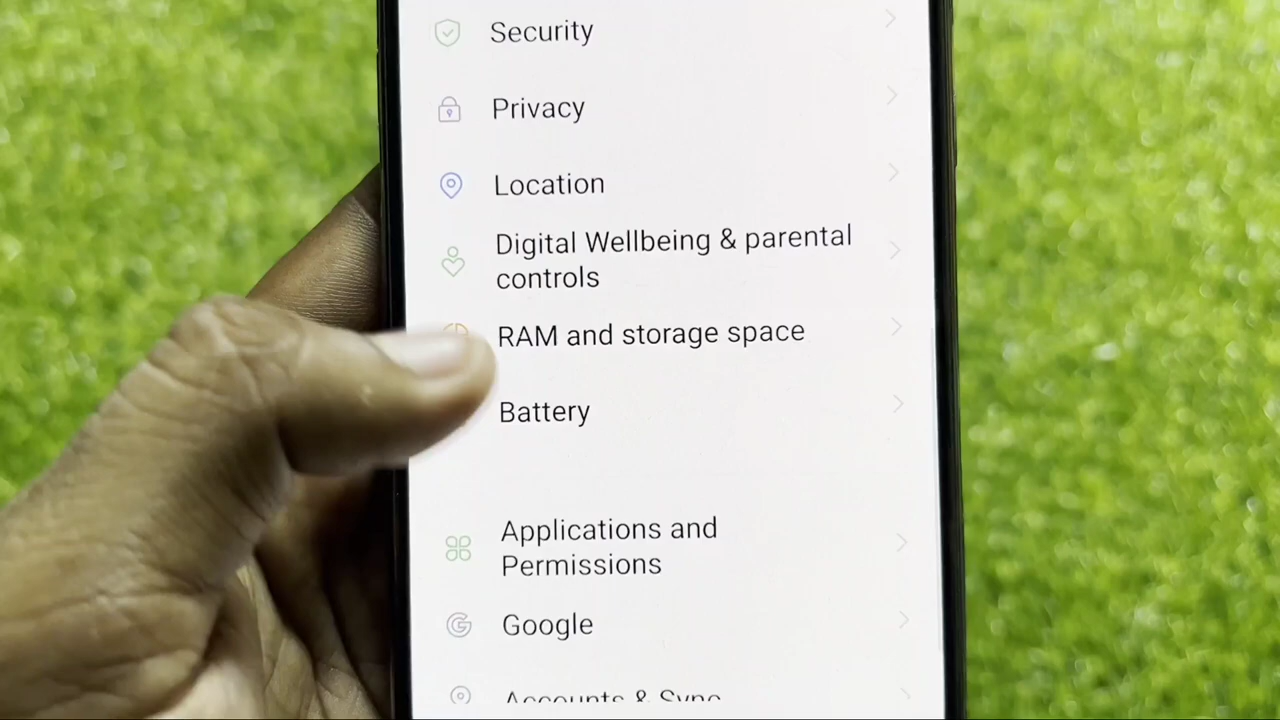 Security
Privacy
Location
Digital Wellbeing & parental
controls
RAM and storage space
Battery
Applications and
Permissions
Google
Accounts & Sync